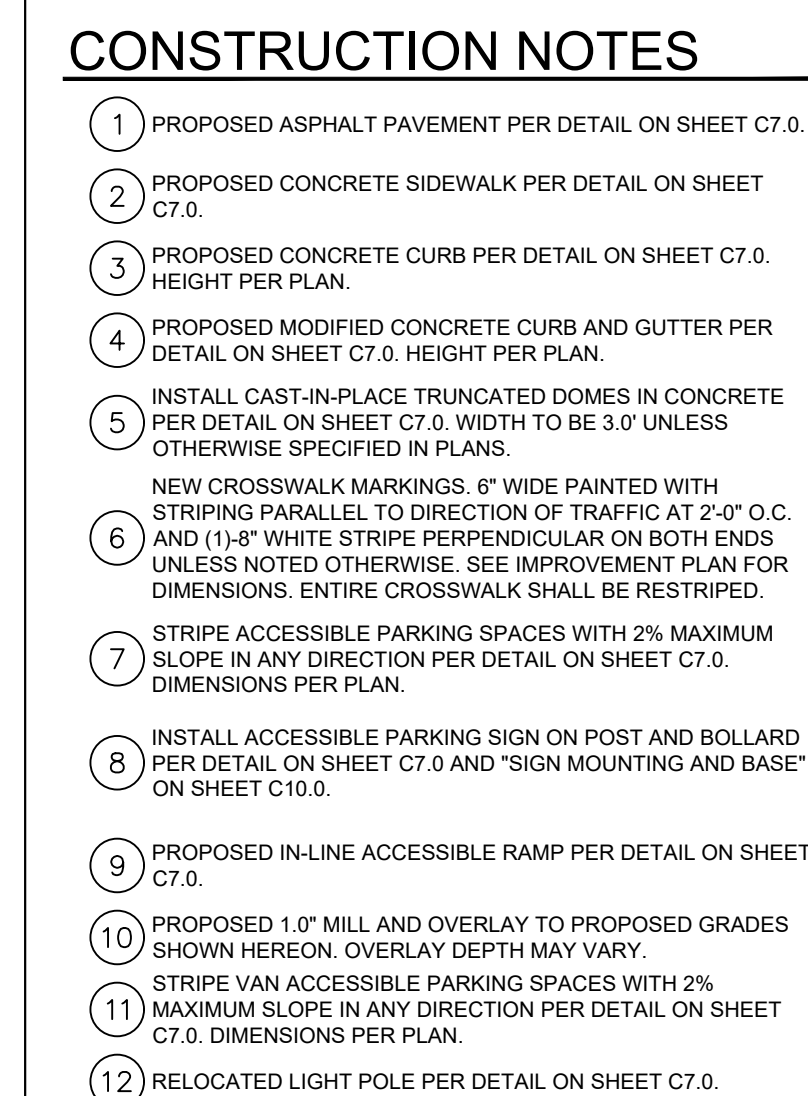 CONSTRUCTION NOTES
1 PROPOSED ASPHALT PAVEMENT PER DETAIL ON SHEET C7.0.
2 PROPOSED CONCRETE SIDEWALK PER DETAIL ON SHEET
C7.0.
3 PROPOSED CONCRETE CURB PER DETAIL ON SHEET C7.0.
HEIGHT PER PLAN.
4 PROPOSED MODIFIED CONCRETE CURB AND GUTTER PER
DETAIL ON SHEET C7.0. HEIGHT PER PLAN.
INSTALL CAST-IN-PLACE TRUNCATED DOMES IN CONCRETE
5 PER DETAIL ON SHEET C7.0. WIDTH TO BE 3.0' UNLESS
OTHERWISE SPECIFIED IN PLANS.
NEW CROSSWALK MARKINGS. 6" WIDE PAINTED WITH
STRIPING PARALLEL TO DIRECTION OF TRAFFIC AT 2'-0" O.C.
6 AND (1)-8" WHITE STRIPE PERPENDICULAR ON BOTH ENDS
UNLESS NOTED OTHERWISE. SEE IMPROVEMENT PLAN FOR
DIMENSIONS. ENTIRE CROSSWALK SHALL BE RESTRIPED.
STRIPE ACCESSIBLE PARKING SPACES WITH 2% MAXIMUM
7 SLOPE IN ANY DIRECTION PER DETAIL ON SHEET C7.0.
DIMENSIONS PER PLAN.
INSTALL ACCESSIBLE PARKING SIGN ON POST AND BOLLARD
8 PER DETAIL ON SHEET C7.0 AND "SIGN MOUNTING AND BASE"
ON SHEET C10.0.
9 PROPOSED IN-LINE ACCESSIBLE RAMP PER DETAIL ON SHEET
C7.0.
10 PROPOSED 1.0" MILL AND OVERLAY TO PROPOSED GRADES
SHOWN HEREON. OVERLAY DEPTH MAY VARY.
STRIPE VAN ACCESSIBLE PARKING SPACES WITH 2%
11 MAXIMUM SLOPE IN ANY DIRECTION PER DETAIL ON SHEET
C7.0. DIMENSIONS PER PLAN.
12 RELOCATED LIGHT POLE PER DETAIL ON SHEET C7.0.